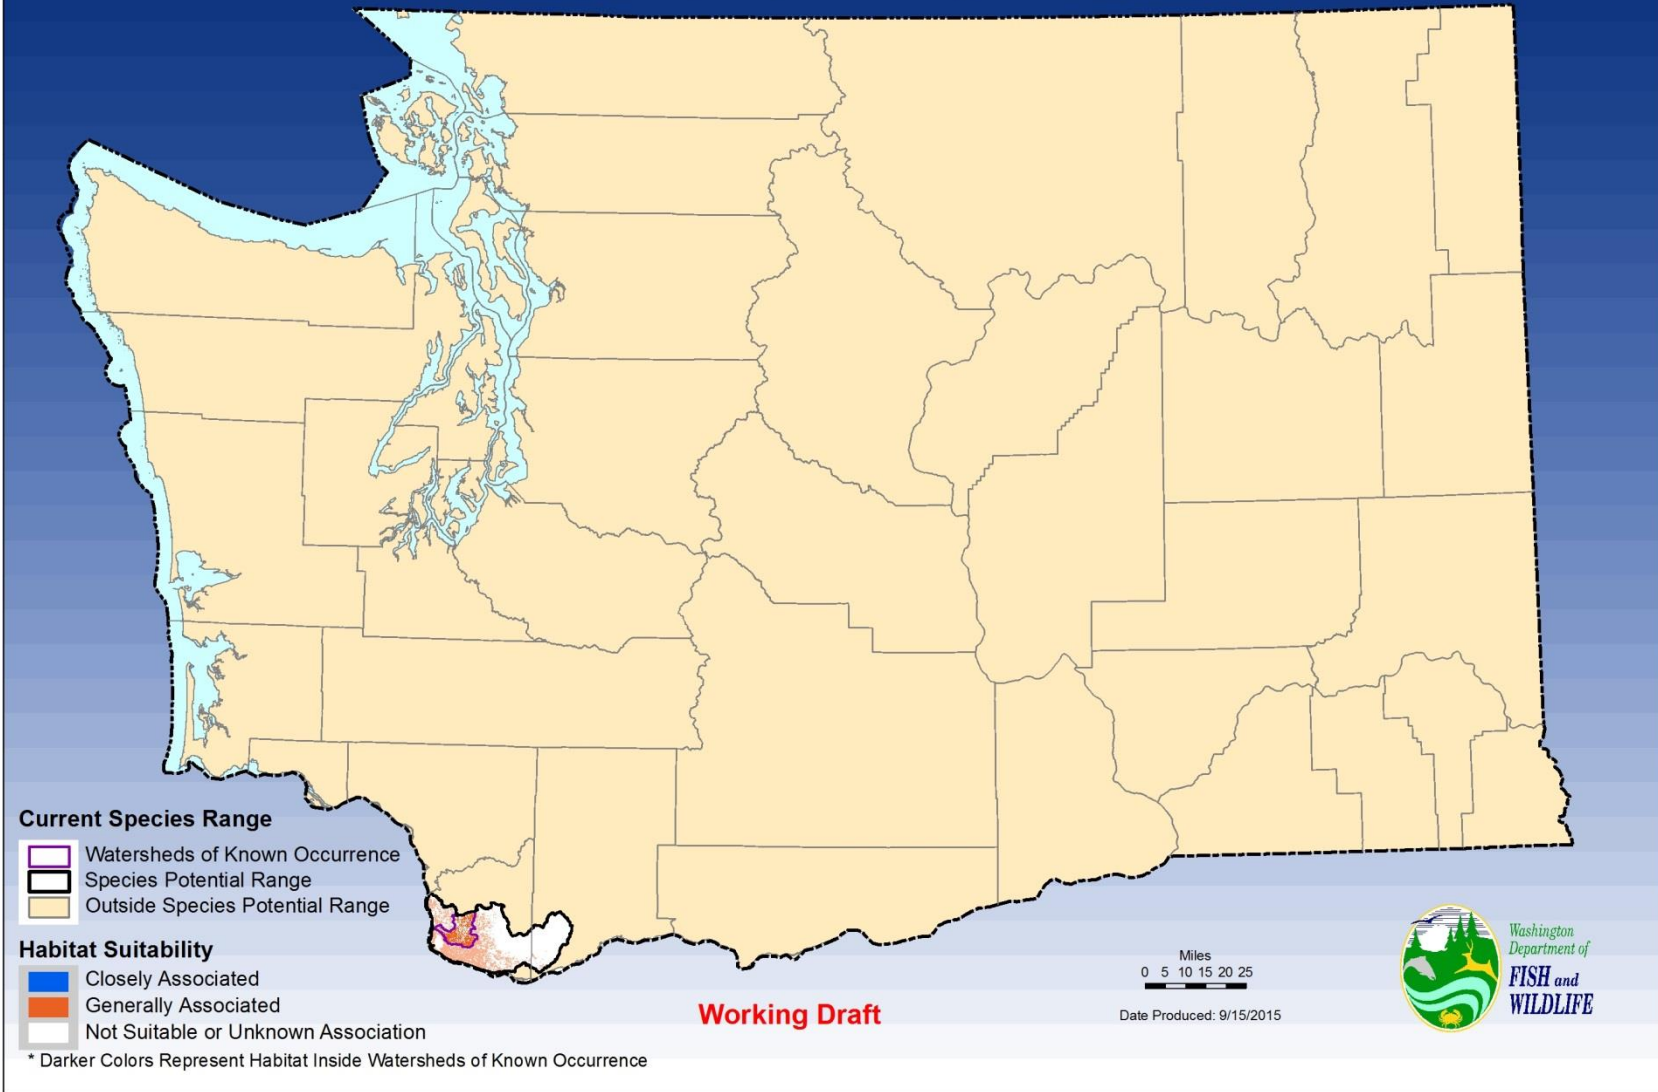 Current Species Range
Watersheds of Known Occurrence
Species Potential Range
Outside Species Potential Range
Habitat Suitability
Closely Associated
Generally Associated
Not Suitable or Unknown Association
* Darker Colors Represent Habitat Inside Watersheds of Known Occurrence
Working Draft
Miles
0 5 10 15 20 25
Date Produced: 9/15/2015
Washington
Department of
FISH and
WILDLIFE